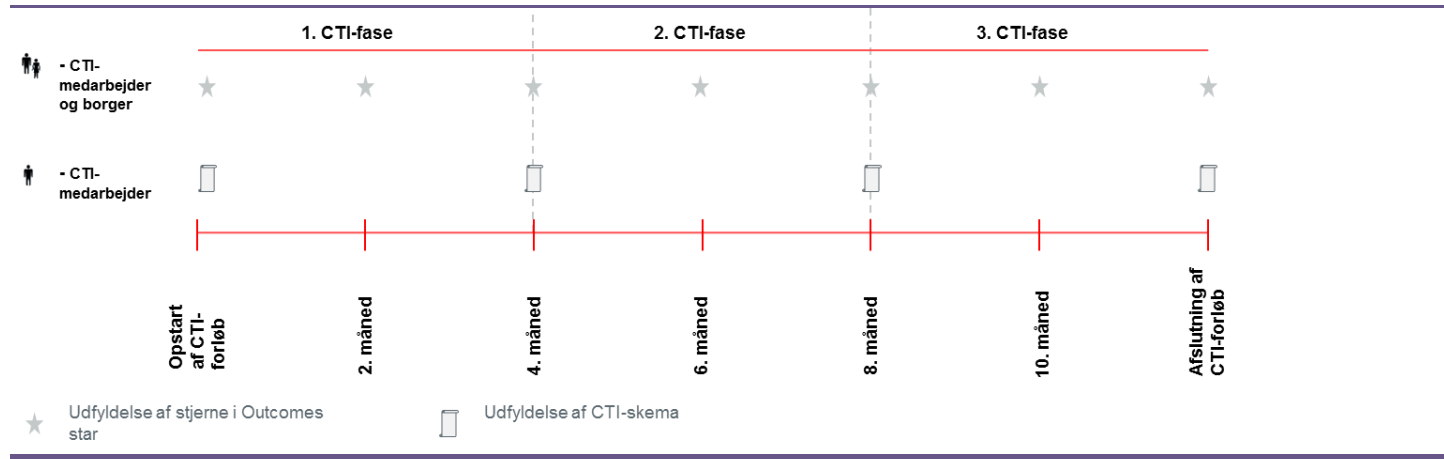 1. CTI-fase
2. CTI-fase
3. CTI-fase
- CTI-
medarbejder
og borger
- CTI-
medarbejder
Opstart
af CTI-
forløb
2. måned
4. måned
6. måned
8. måned
10. måned
Afslutning af
CTI-forløb
Udfyldelse af stjerne i Outcomes
star
Udfyldelse af CTI-skema